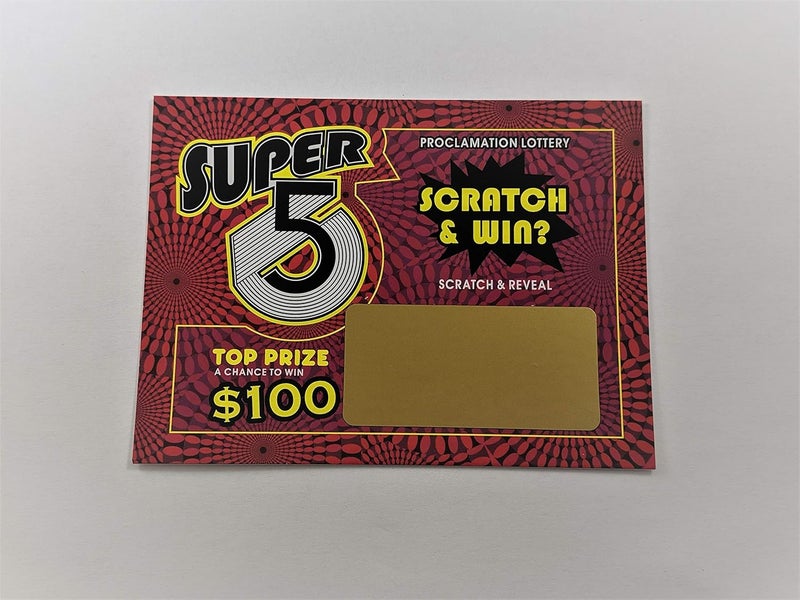 SUPER
5
PROCLAMATION LOTTERY
SCRATCH
& WIN?
SCRATCH & REVEAL
TOP PRIZE
A CHANCE TO WIN
$100